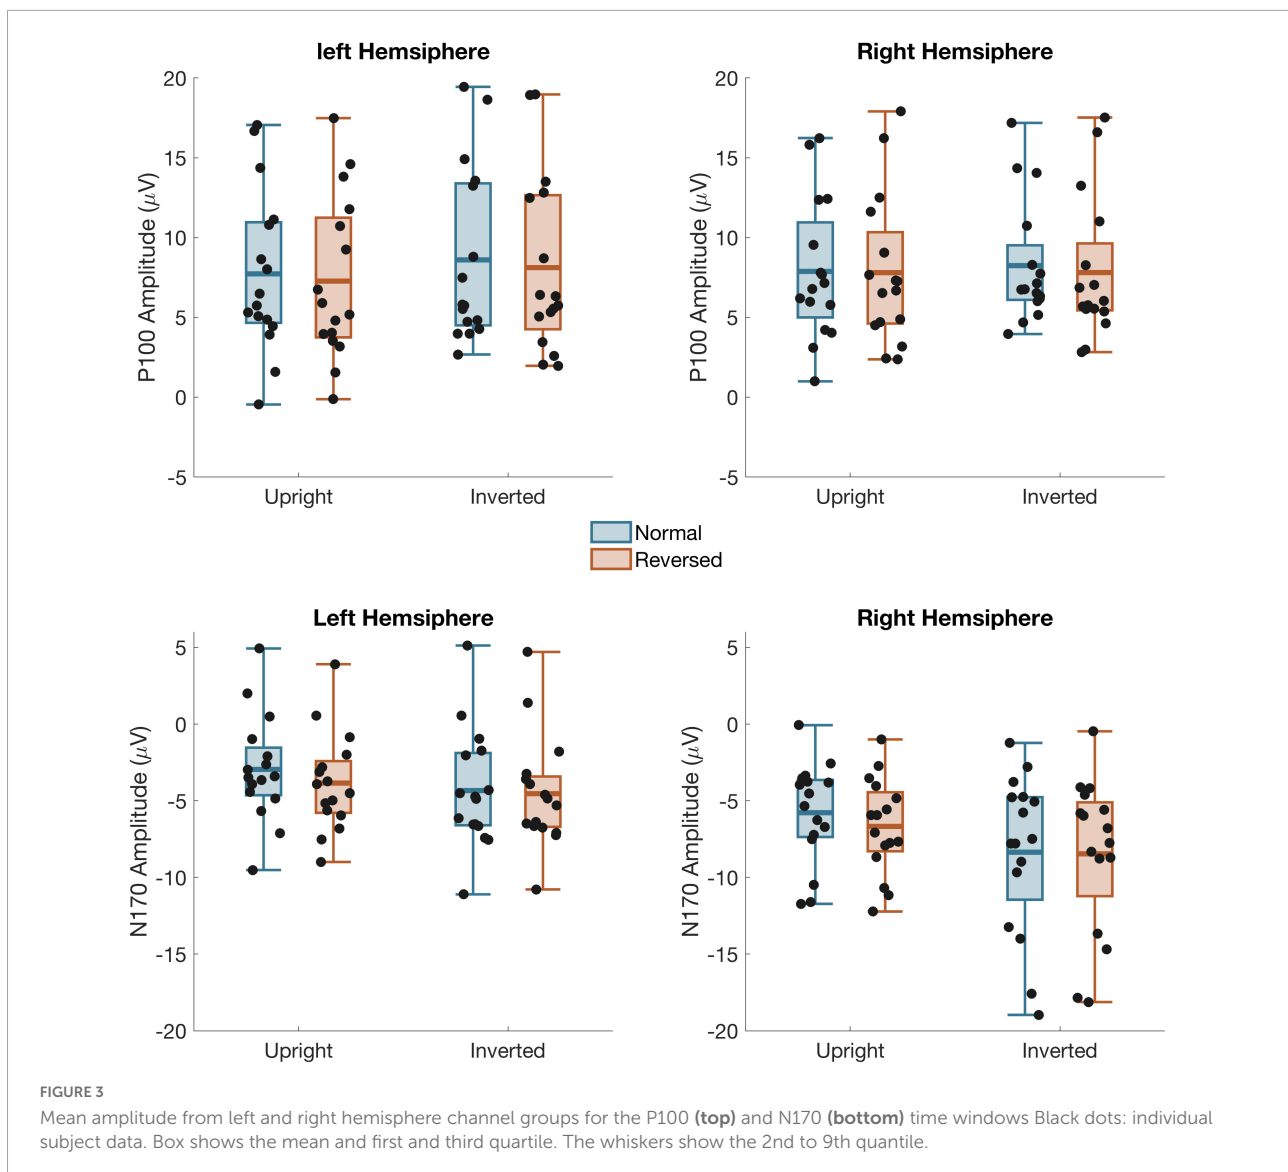 left Hemsiphere
Right Hemsiphere
20
15
10
5
0
-5
P100 Amplitude (μV)
Upright
Inverted
20
15
10
5
0
-5
P100 Amplitude (μV)
Upright
Inverted
Normal
Reversed
Left Hemsiphere
Right Hemsiphere
5
0
-5
-10
-15
-20
N170 Amplitude (μV)
Upright
Inverted
5
0
-5
-10
-15
-20
N170 Amplitude (μV)
Upright
Inverted
FIGURE 3
Mean amplitude from left and right hemisphere channel groups for the P100 (top) and N170 (bottom) time windows Black dots: individual
subject data. Box shows the mean and first and third quartile. The whiskers show the 2nd to 9th quantile.